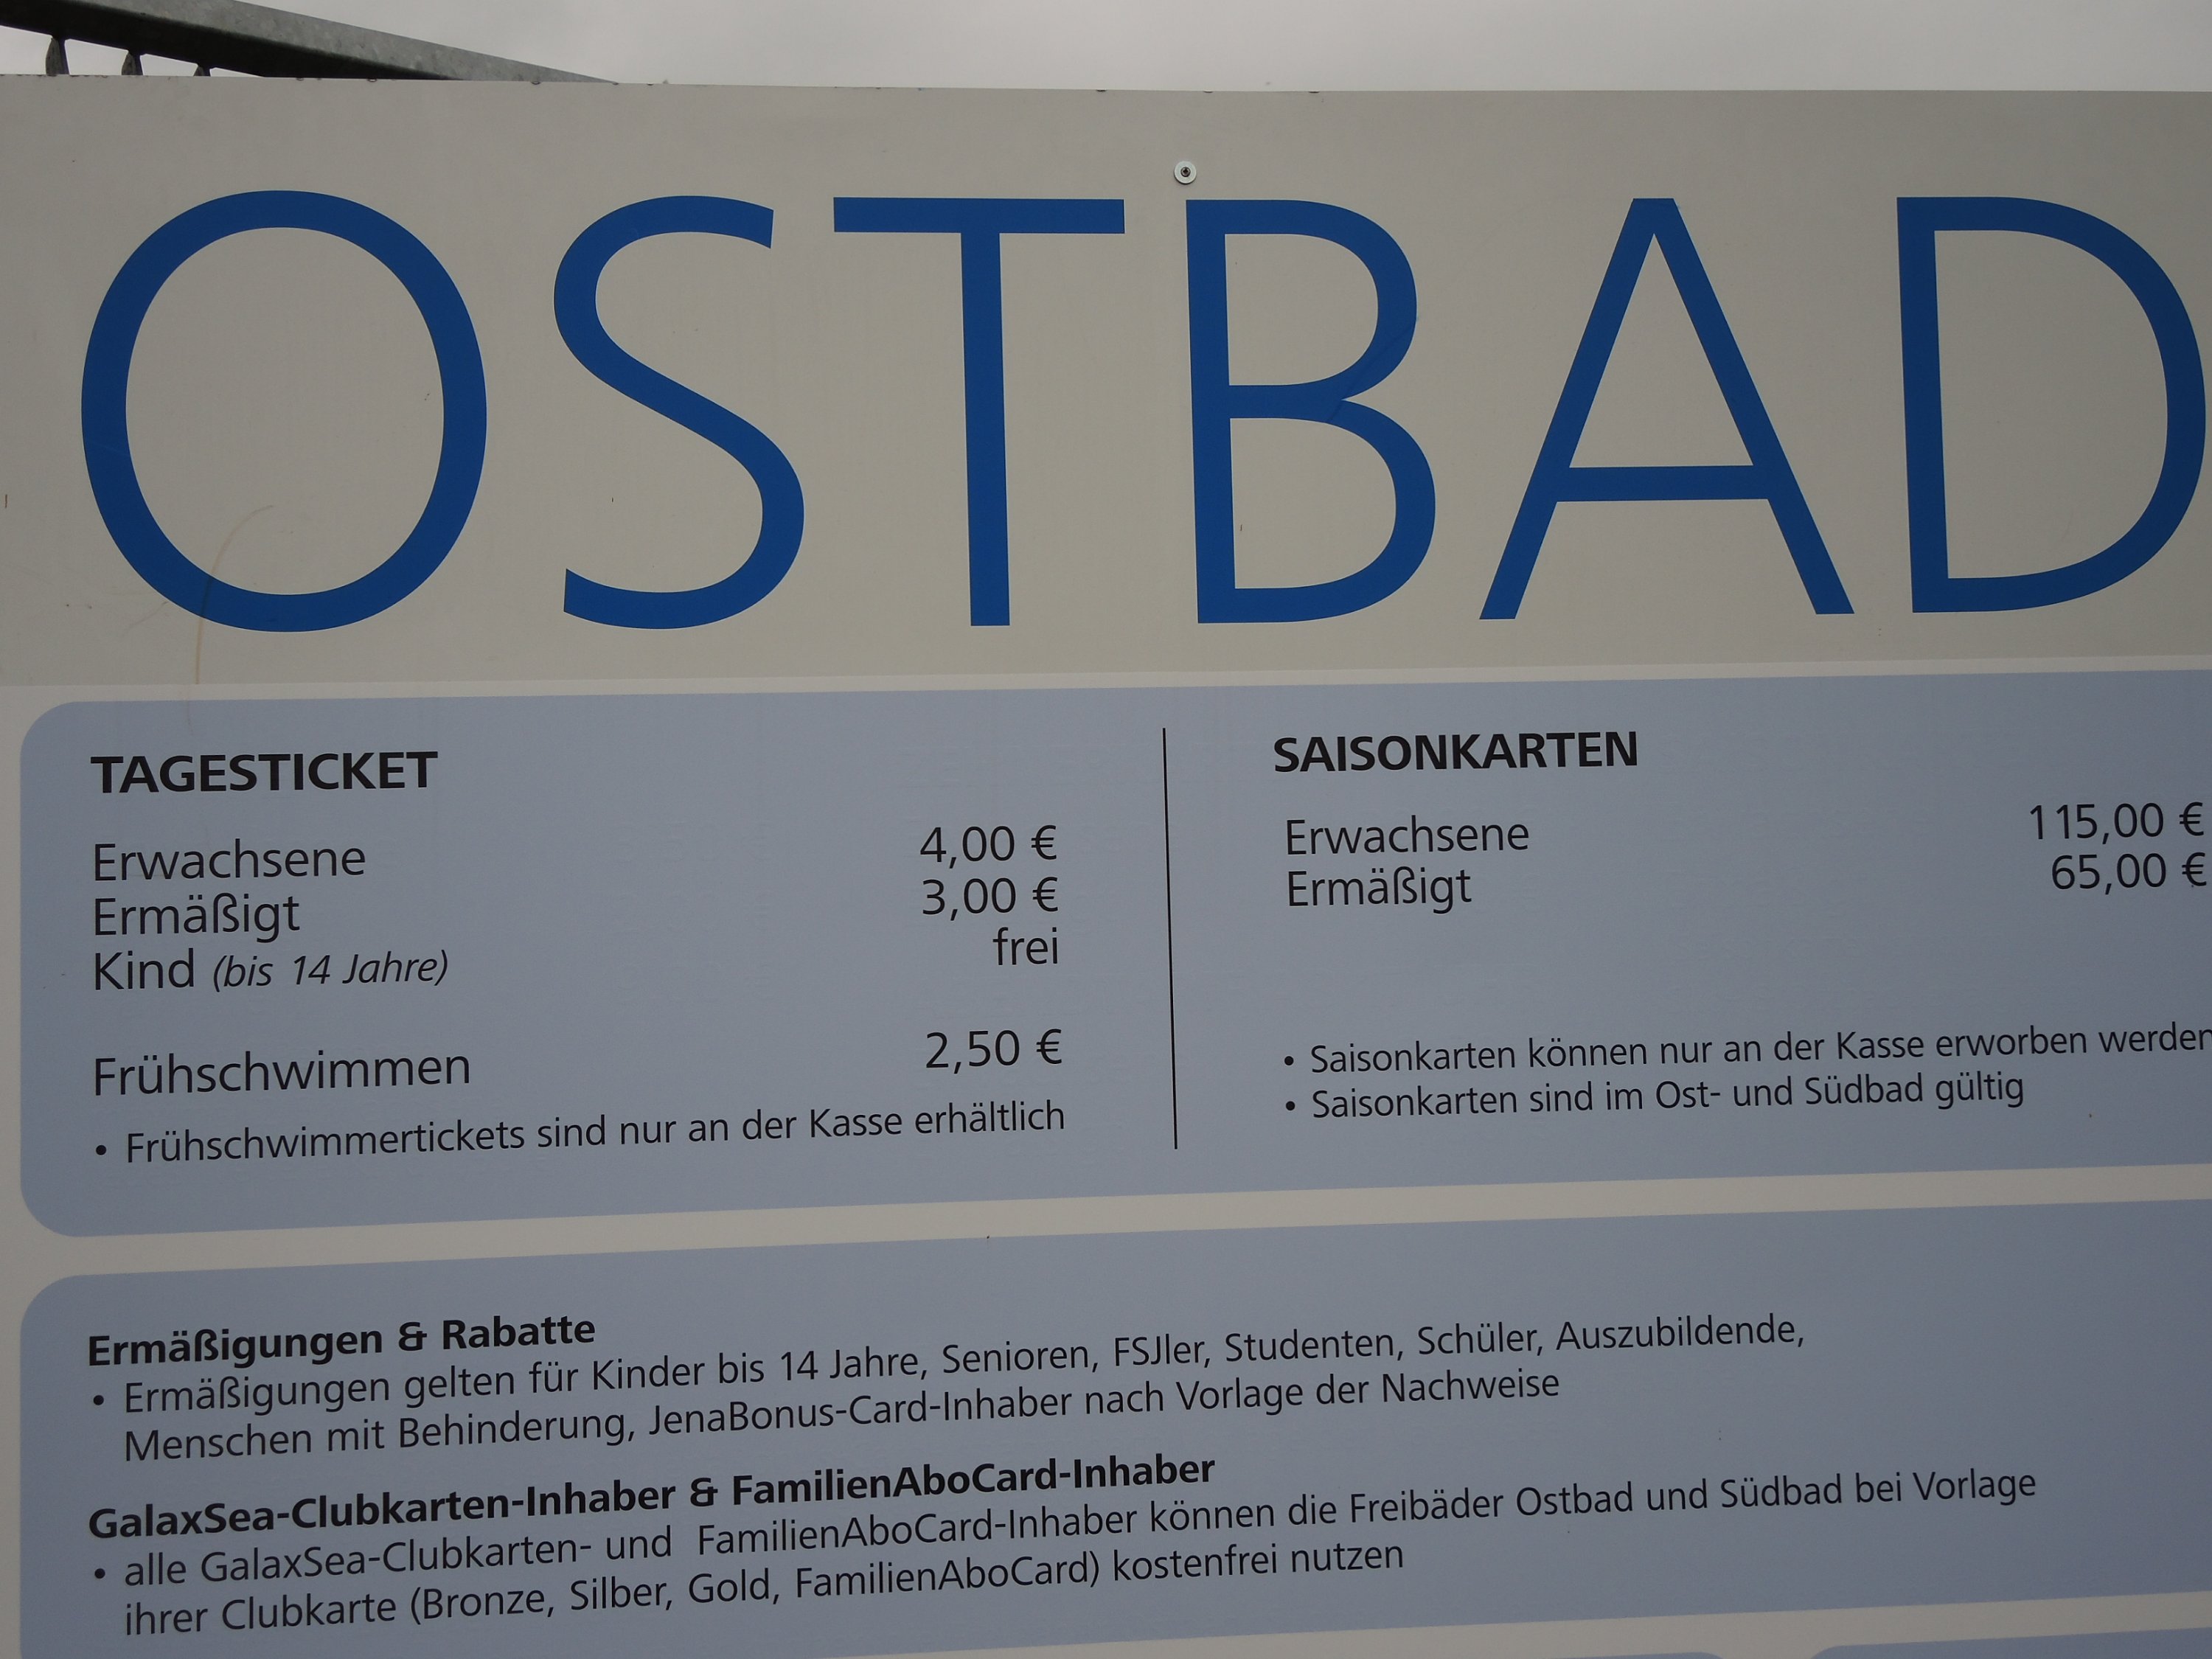 OSTBAD
TAGESTICKET
Erwachsene 4,00 €
Ermäßigt 3,00 €
Kind (bis 14 Jahre) frei
Frühschwimmen 2,50 €
• Frühschwimmertickets sind nur an der Kasse erhältlich
SAISONKARTEN
Erwachsene 115,00 €
Ermäßigt 65,00 €
• Saisonkarten können nur an der Kasse erworben werden
• Saisonkarten sind im Ost- und Südbad gültig
Ermäßigungen & Rabatte
• Ermäßigungen gelten für Kinder bis 14 Jahre, Senioren, FSJler, Studenten, Schüler, Auszubildende,
Menschen mit Behinderung, JenaBonus-Card-Inhaber nach Vorlage der Nachweise
GalaxSea-Clubkarten-Inhaber & FamilienAboCard-Inhaber
• alle GalaxSea-Clubkarten- und FamilienAboCard-Inhaber können die Freibäder Ostbad und Südbad bei Vorlage
ihrer Clubkarte (Bronze, Silber, Gold, FamilienAboCard) kostenfrei nutzen